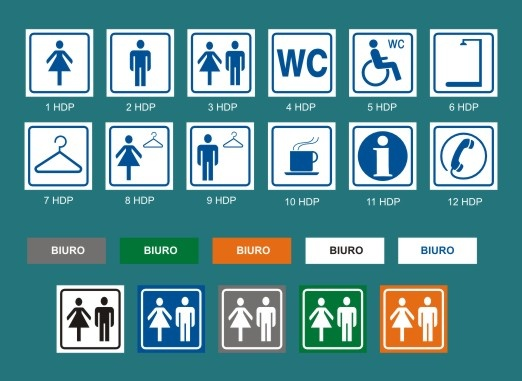 WC
WC
1 HDP
2 HDP
3 HDP
4 HDP
5 HDP
6 HDP
i
7 HDP
8 HDP
9 HDP
10 HDP
11 HDP
12 HDP
BIURO
BIURO
BIURO
BIURO
BIURO